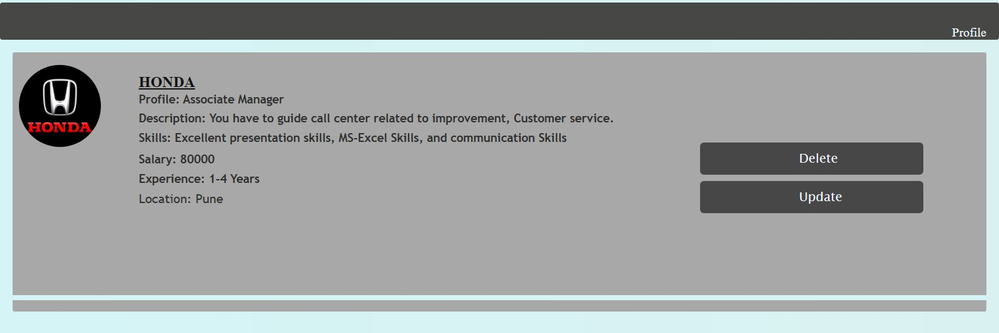 Profile
HONDA
HONDA
Profile: Associate Manager
Description: You have to guide call center related to improvement, Customer service.
Skills: Excellent presentation skills, MS-Excel Skills, and communication Skills
Salary: 80000
Experience: 1-4 Years
Location: Pune
Delete
Update